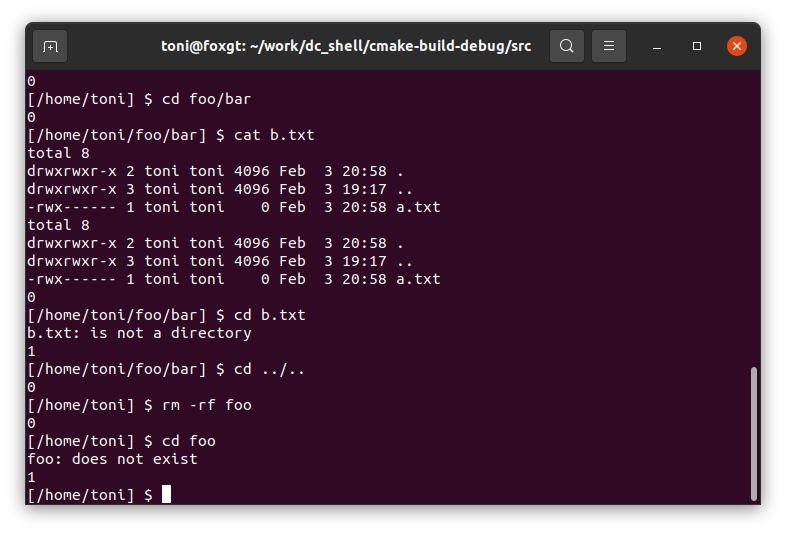 toni@foxgt: ~/work/dc_shell/cmake-build-debug/src
0
[/home/toni] $ cd foo/bar
0
[/home/toni/foo/bar] $ cat b.txt
total 8
drwxrwxr-x 2 toni toni 4096 Feb  3 20:58 .
drwxrwxr-x 3 toni toni 4096 Feb  3 19:17 ..
-rwx------ 1 toni toni    0 Feb  3 20:58 a.txt
total 8
drwxrwxr-x 2 toni toni 4096 Feb  3 20:58 .
drwxrwxr-x 3 toni toni 4096 Feb  3 19:17 ..
-rwx------ 1 toni toni    0 Feb  3 20:58 a.txt
0
[/home/toni/foo/bar] $ cd b.txt
b.txt: is not a directory
1
[/home/toni/foo/bar] $ cd ../..
0
[/home/toni] $ rm -rf foo
0
[/home/toni] $ cd foo
foo: does not exist
1
[/home/toni] $